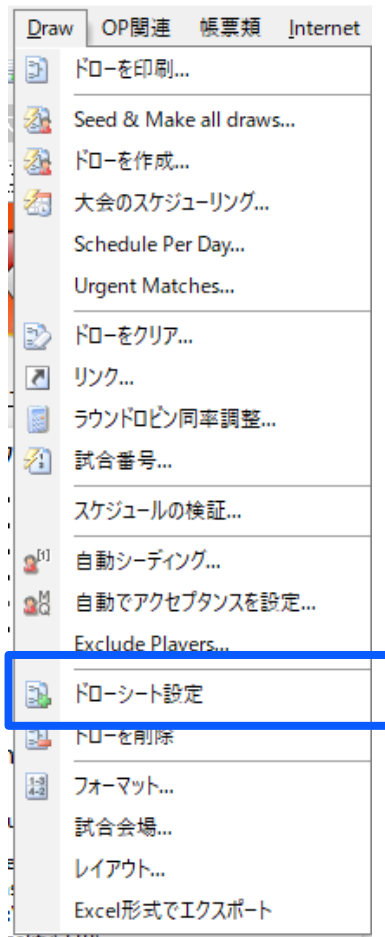 Draw OP関連 帳票類 Internet
ドローを印刷...
Seed & Make all draws...
ドローを作成...
大会のスケジューリング...
Schedule Per Day...
Urgent Matches...
ドローをクリア...
リンク...
ラウンドロビン同率調整...
試合番号...
スケジュールの検証...
自動シーディング...
自動でアクセプタンスを設定...
Exclude Players...
ドローシート設定
ドローを削除
フォーマット...
試合会場...
レイアウト...
Excel形式でエクスポート